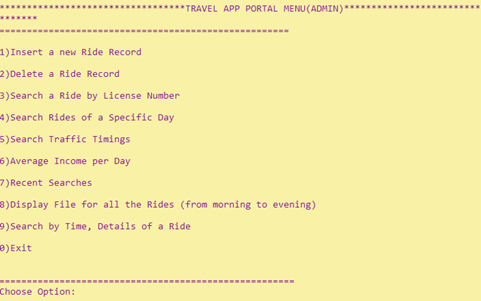 **********************************TRAVEL APP PORTAL MENU(ADMIN)*************************
*******
=====================================================
1)Insert a new Ride Record
2)Delete a Ride Record
3)Search a Ride by License Number
4)Search Rides of a Specific Day
5)Search Traffic Timings
6)Average Income per Day
7)Recent Searches
8)Display File for all the Rides (from morning to evening)
9)Search by Time, Details of a Ride
0)Exit
======================================================
Choose Option: